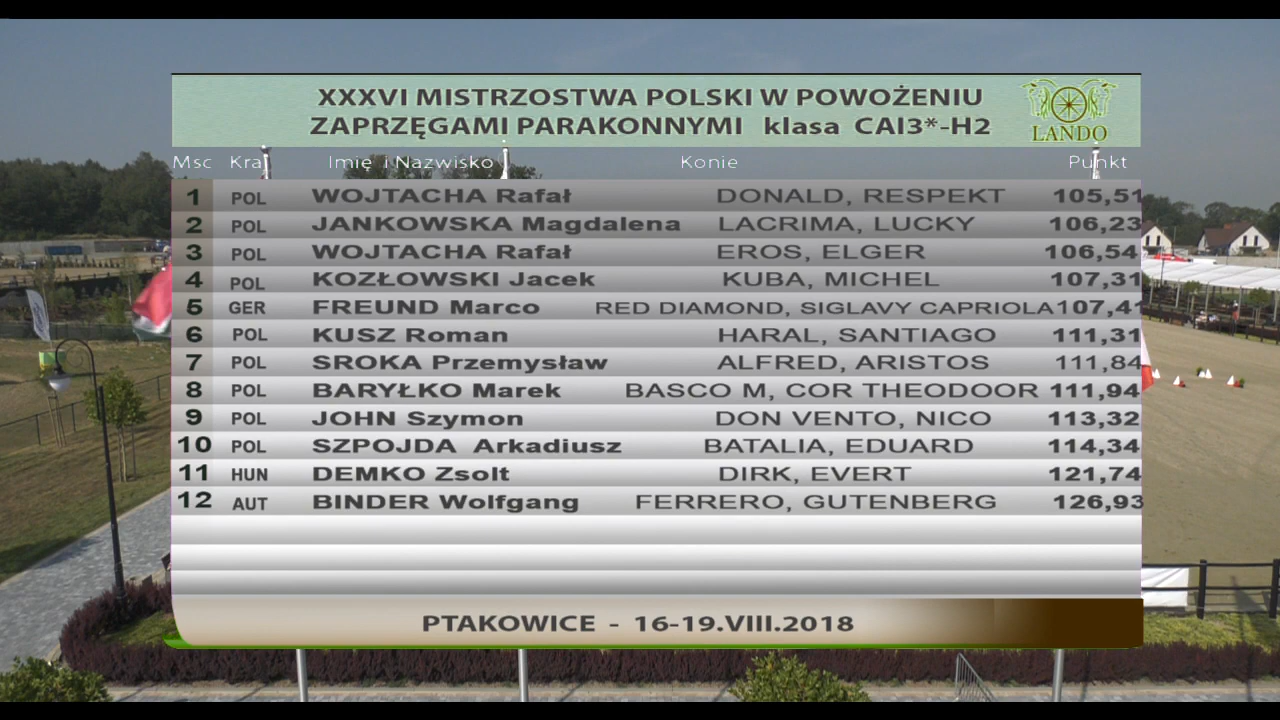 XXXVI MISTRZOSTWA POLSKI W POWOŻENIU
ZAPRZĘGAMI PARAKONNYMI klasa CAI3*-H2
LANDO
Msc Kra Imię i Nazwisko Konie Punkt
1 POL WOJTACHA Rafał DONALD, RESPEKT 105,51
2 POL JANKOWSKA Magdalena LACRIMA, LUCKY 106,23
3 POL WOJTACHA Rafał EROS, ELGER 106,54
4 POL KOZŁOWSKI Jacek KUBA, MICHEL 107,31
5 GER FREUND Marco RED DIAMOND, SIGLAVY CAPRIOLA 107,41
6 POL KUSZ Roman HARAL, SANTIAGO 111,31
7 POL SROKA Przemysław ALFRED, ARISTOS 111,84
8 POL BARYŁKO Marek BASCO M, COR THEODOOR 111,94
9 POL JOHN Szymon DON VENTO, NICO 113,32
10 POL SZPOJDA Arkadiusz BATALIA, EDUARD 114,34
11 HUN DEMKO Zsolt DIRK, EVERT 121,74
12 AUT BINDER Wolfgang FERRERO, GUTENBERG 126,93
PTAKOWICE - 16-19.VIII.2018